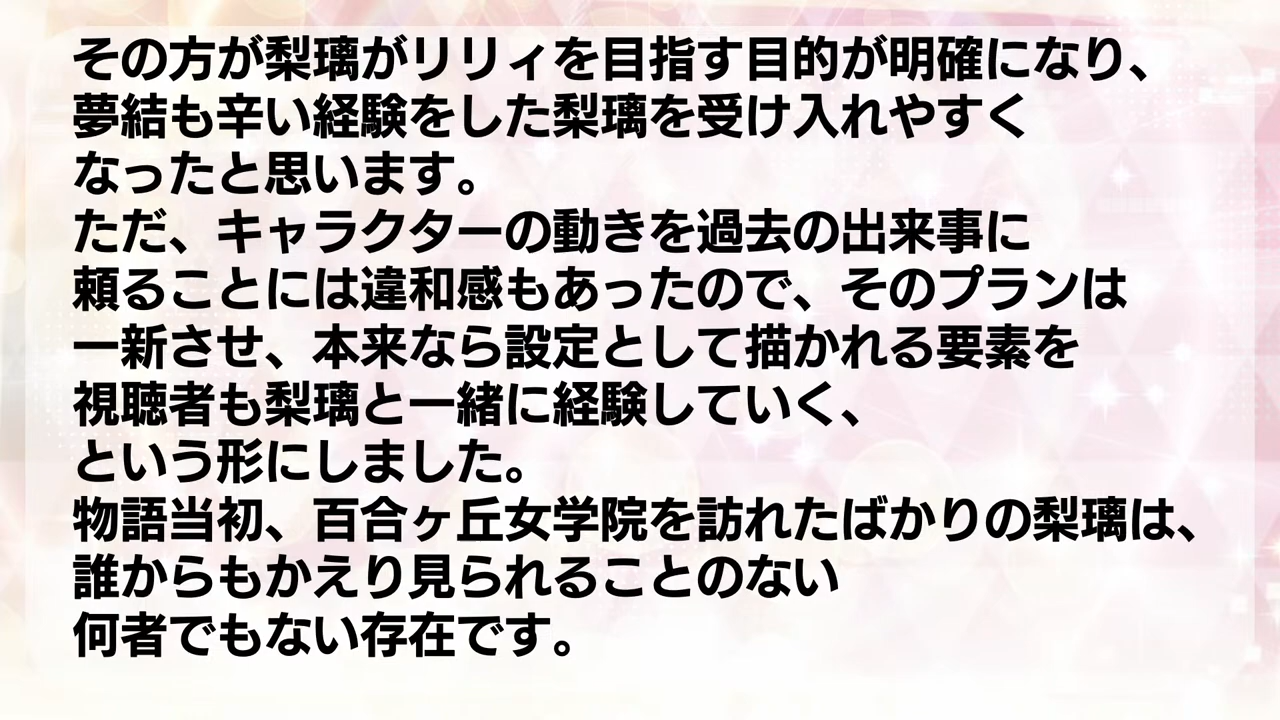 その方が梨璃がリリィを目指す目的が明確になり、
夢結も辛い経験をした梨璃を受け入れやすく
なったと思います。
ただ、キャラクターの動きを過去の出来事に
頼ることには違和感もあったので、そのプランは
一新させ、本来なら設定として描かれる要素を
視聴者も梨璃と一緒に経験していく、
という形にしました。
物語当初、百合ヶ丘女学院を訪れたばかりの梨璃は、
誰からもかえり見られることのない
何者でもない存在です。